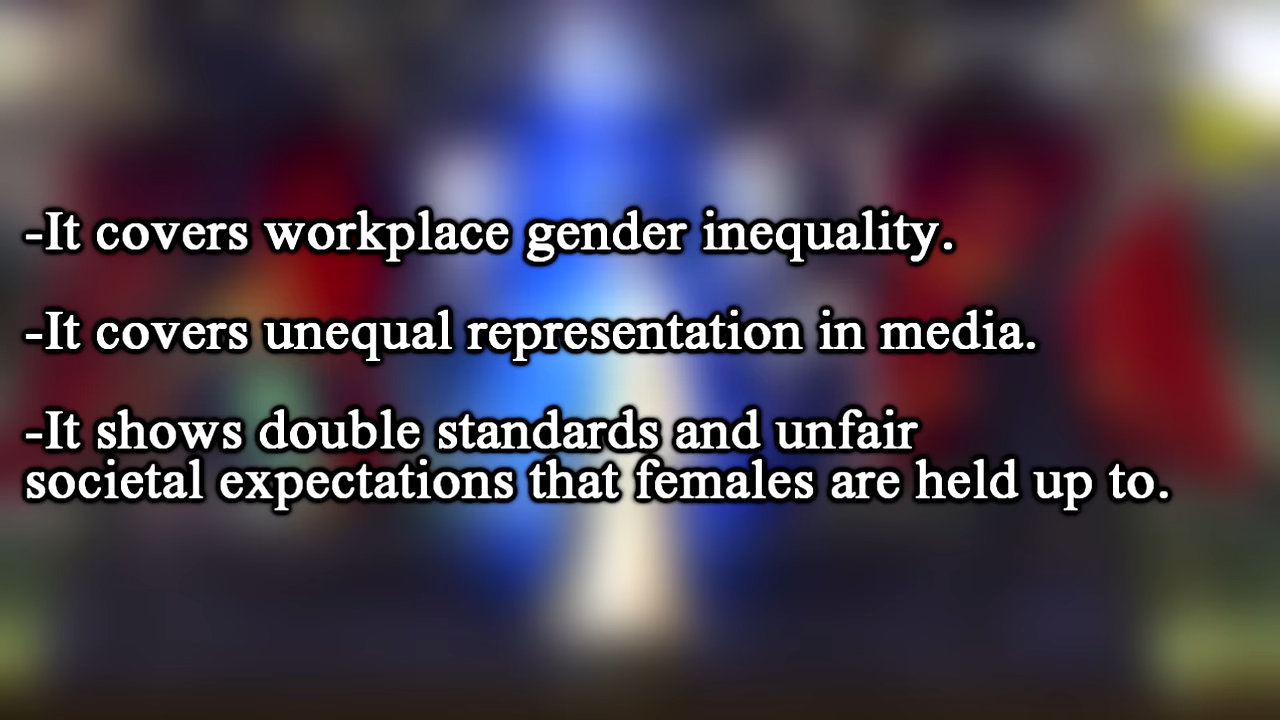 -It covers workplace gender inequality.
-It covers unequal representation in media.
-It shows double standards and unfair
societal expectations that females are held up to.